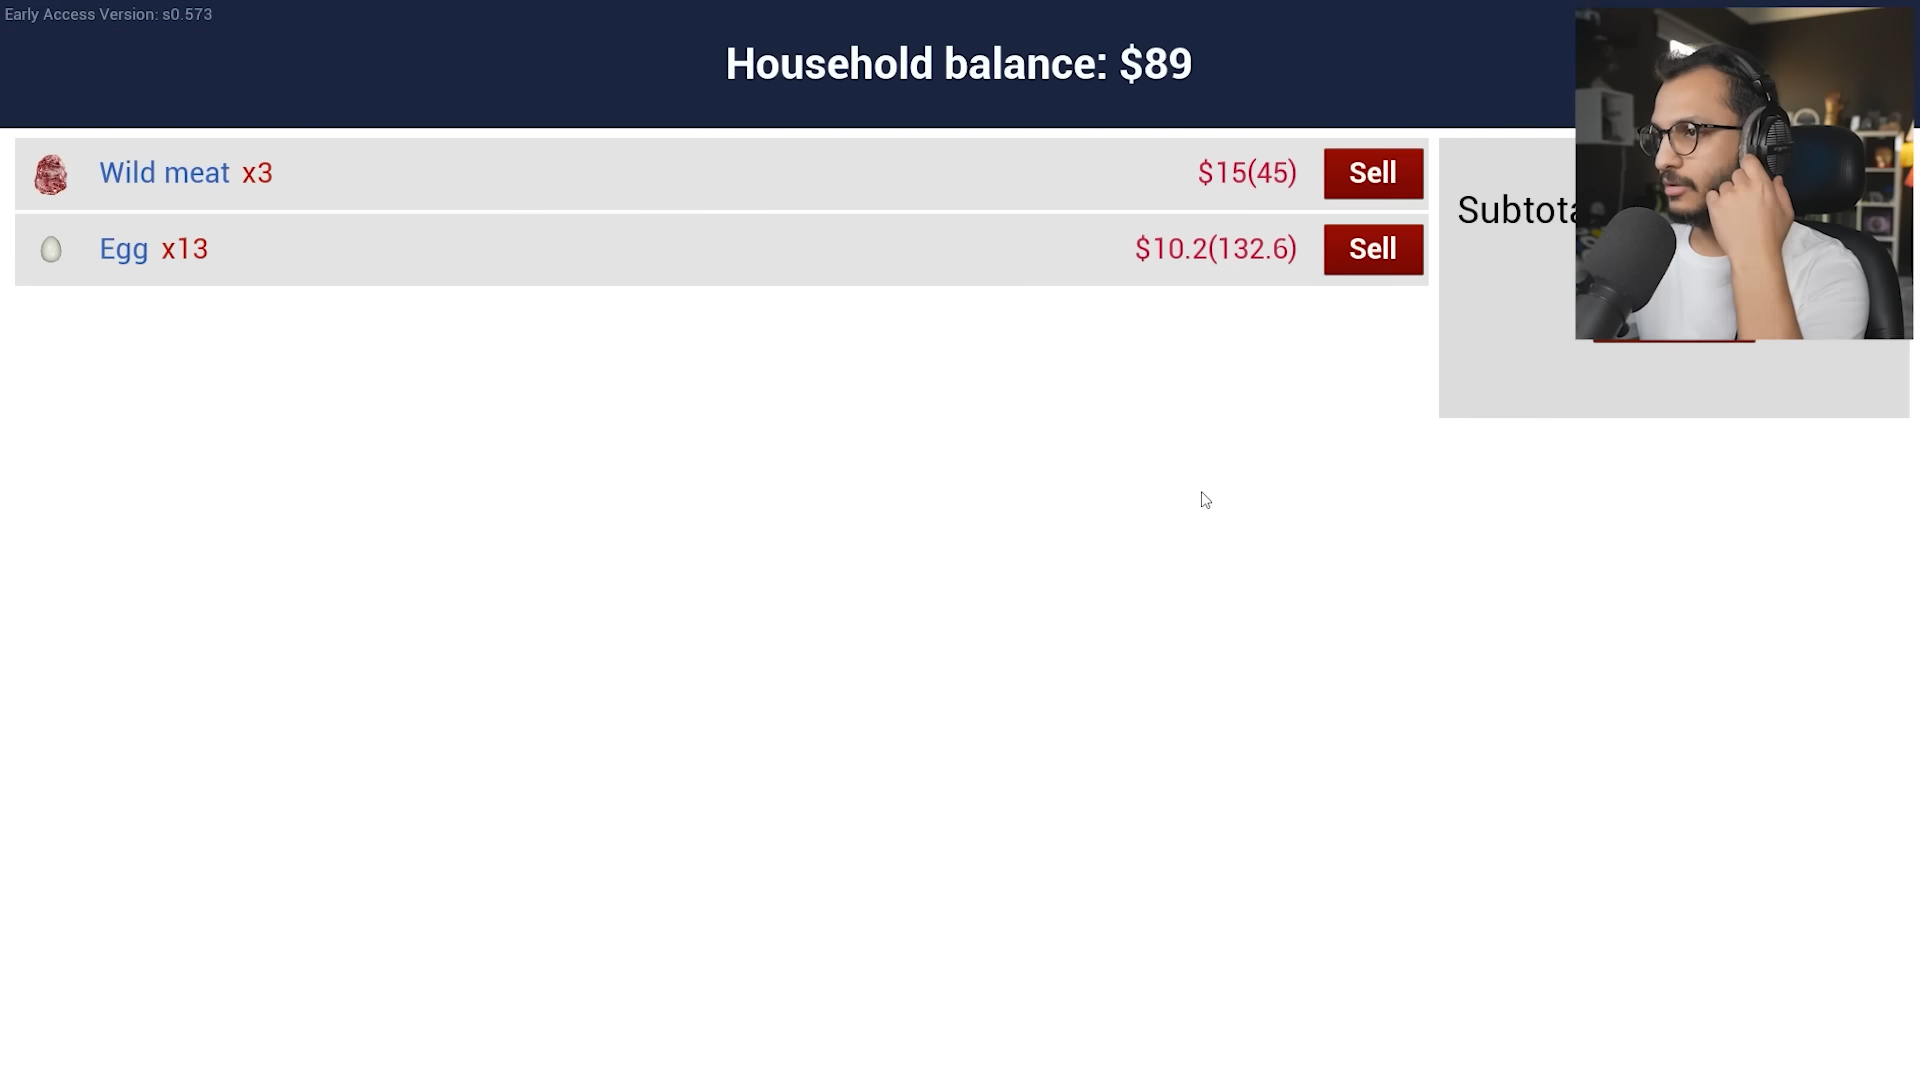 Early Access Version: s0.573
Household balance: $89
Wild meat x3 $15(45) Sell
Egg x13 $10.2(132.6) Sell